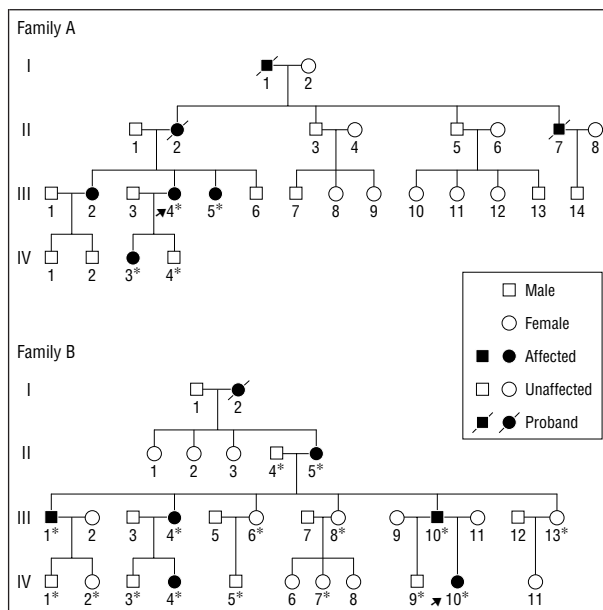 Family A
I
1 2
II
1 2 3 4 5 6 7 8
III
1 2 3 4* 5* 6 7 8 9 10 11 12 13 14
IV
1 2 3* 4*
Male
Female
Affected
Unaffected
Proband
Family B
I
1 2
II
1 2 3 4* 5*
III
1* 2 3 4* 5 6* 7 8* 9 10* 11 12 13*
IV
1* 2* 3* 4* 5* 6 7* 8 9* 10* 11